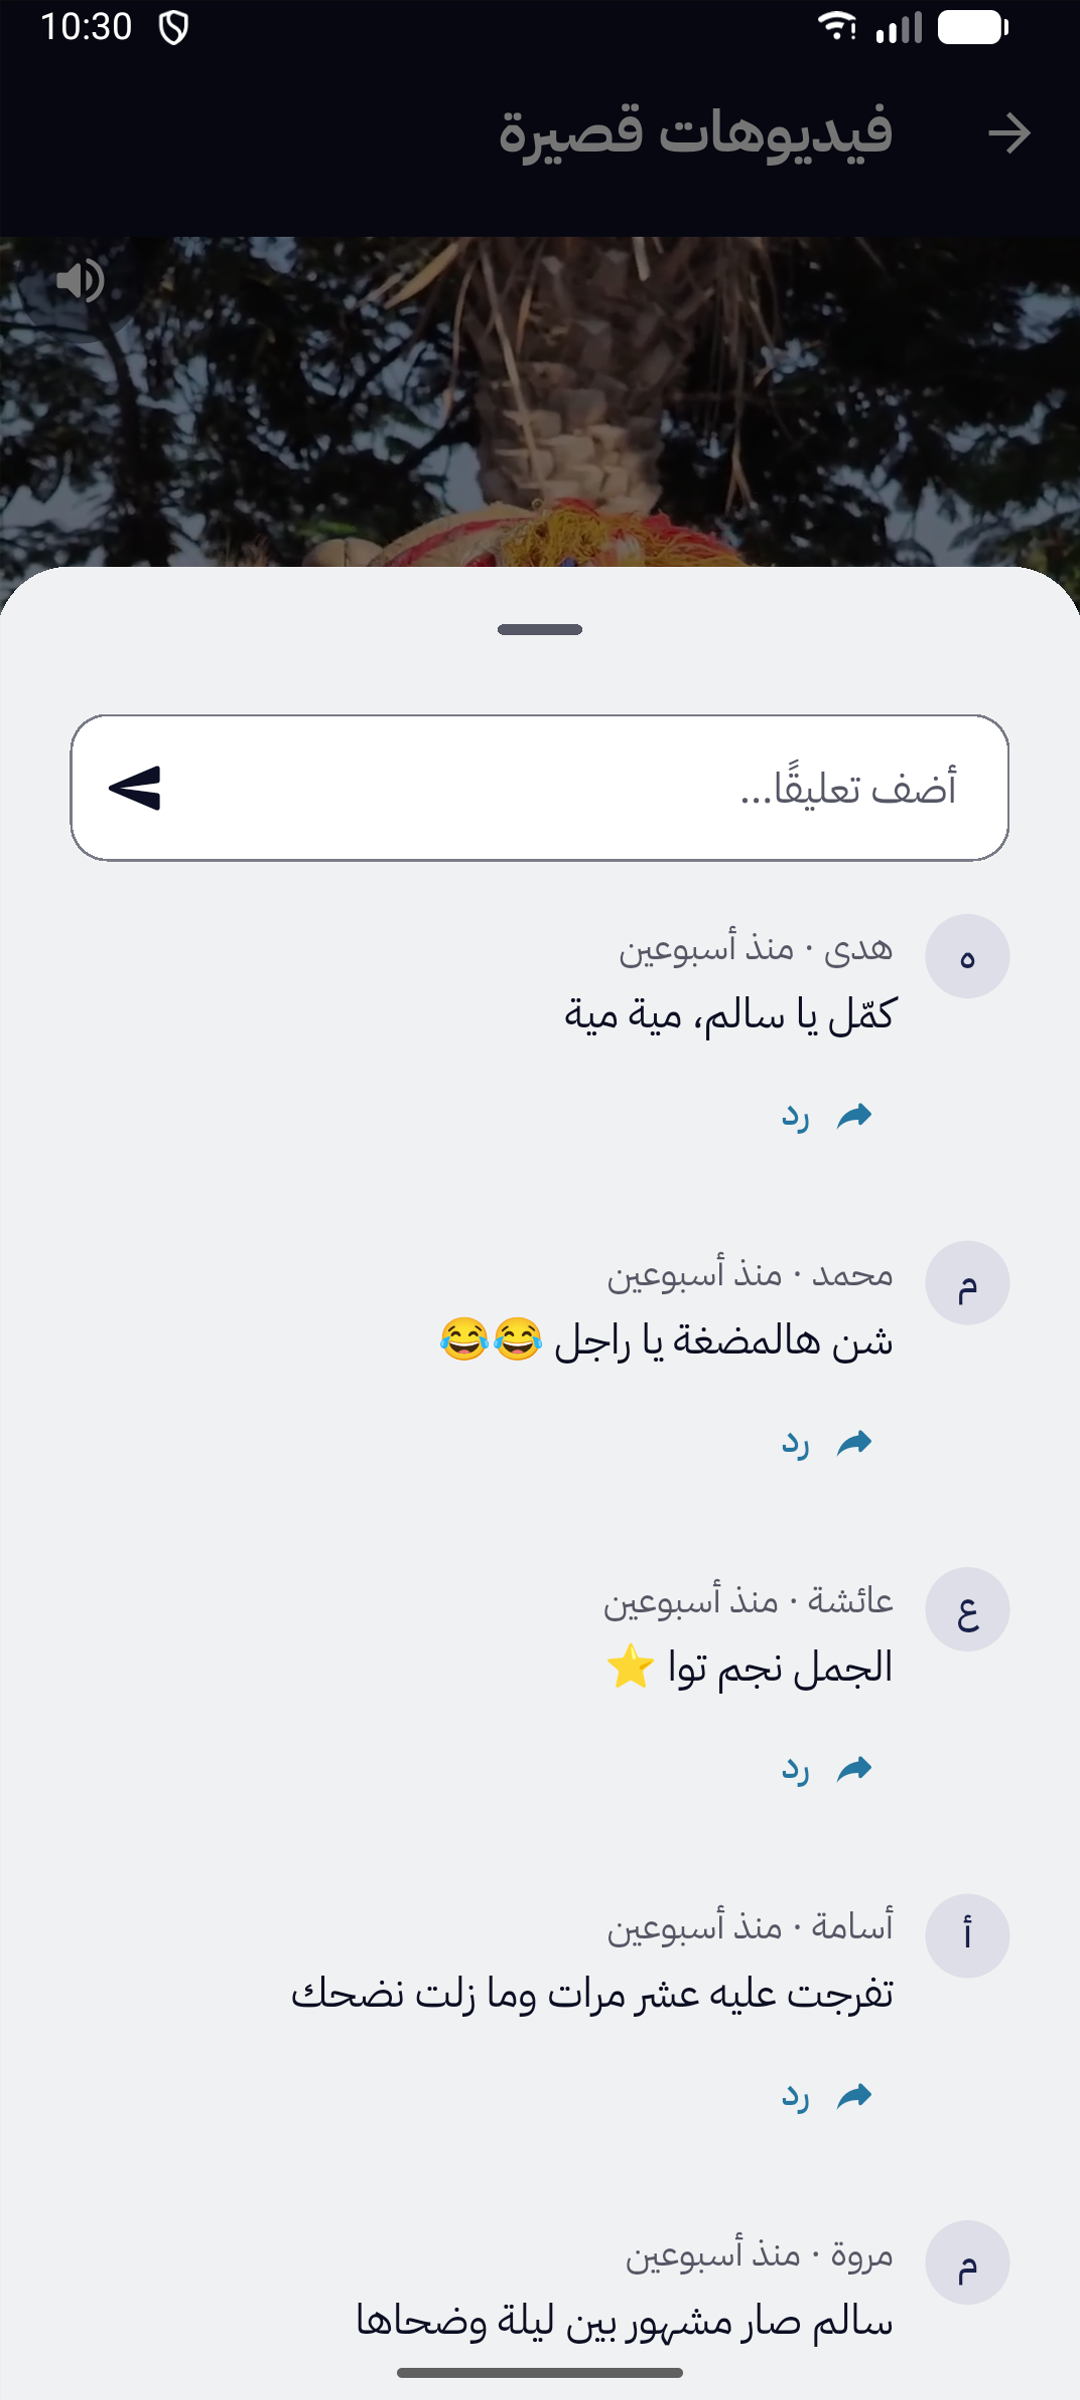 10:30
فيديوهات قصيرة
أضف تعليقًا...
ه
هدى · منذ أسبوعين
كمّل يا سالم، مية مية
رد
م
محمد · منذ أسبوعين
شن هالمضغة يا راجل 😂😂
رد
ع
عائشة · منذ أسبوعين
الجمل نجم توا ⭐
رد
أ
أسامة · منذ أسبوعين
تفرجت عليه عشر مرات وما زلت نضحك
رد
م
مروة · منذ أسبوعين
سالم صار مشهور بين ليلة وضحاها